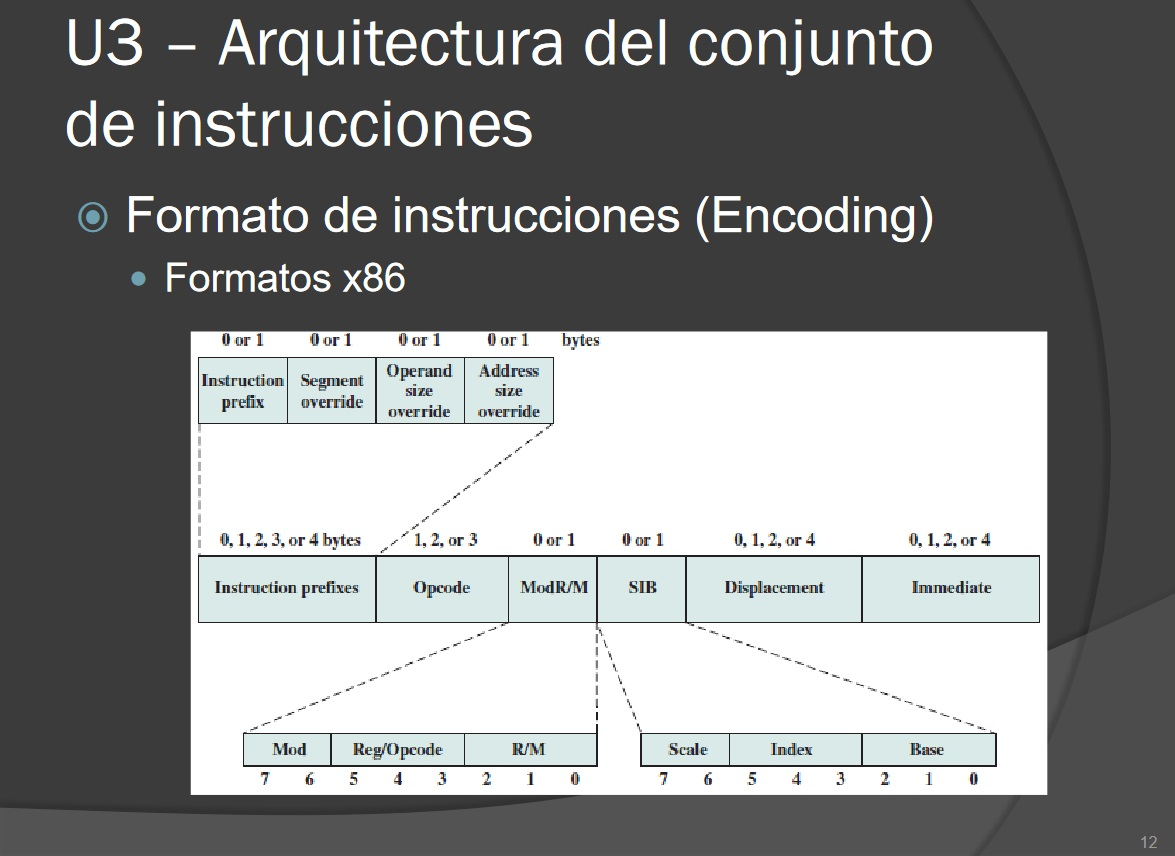 U3 – Arquitectura del conjunto
de instrucciones
Formato de instrucciones (Encoding)
Formatos x86
0 or 1 0 or 1 0 or 1 0 or 1 bytes
Instruction prefix Segment override Operand size override Address size override
0, 1, 2, 3, or 4 bytes 1, 2, or 3 0 or 1 0 or 1 0, 1, 2, or 4 0, 1, 2, or 4
Instruction prefixes Opcode ModR/M SIB Displacement Immediate
Mod Reg/Opcode R/M Scale Index Base
7 6 5 4 3 2 1 0 7 6 5 4 3 2 1 0
12